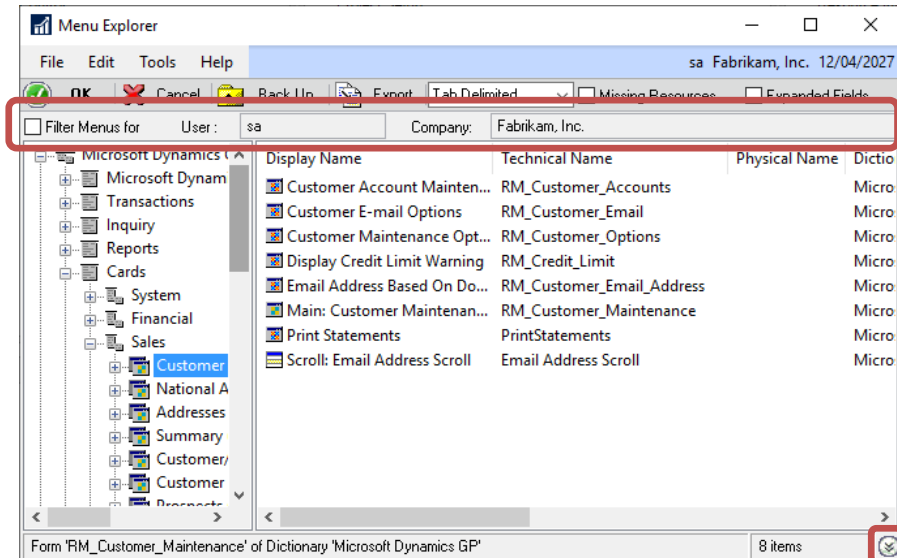 Menu Explorer
File Edit Tools Help sa Fabrikam, Inc. 12/04/2027
OK Cancel Back Up Export Tab Delimited Missing Resources Expanded Fields
Filter Menus for User : sa Company: Fabrikam, Inc.
Microsoft Dynamics ( Display Name Technical Name Physical Name Dictio
Microsoft Dynam Customer Account Mainten... RM_Customer_Accounts Micro
Transactions Customer E-mail Options RM_Customer_Email Micro
Inquiry Customer Maintenance Opt... RM_Customer_Options Micro
Reports Display Credit Limit Warning RM_Credit_Limit Micro
Cards Email Address Based On Do... RM_Customer_Email_Address Micro
System Main: Customer Maintenan... RM_Customer_Maintenance Micro
Financial Print Statements PrintStatements Micro
Sales Scroll: Email Address Scroll Email Address Scroll Micro
Customer
National A
Addresses
Summary
Customer/
Customer
Prospects
Form 'RM_Customer_Maintenance' of Dictionary 'Microsoft Dynamics GP' 8 items